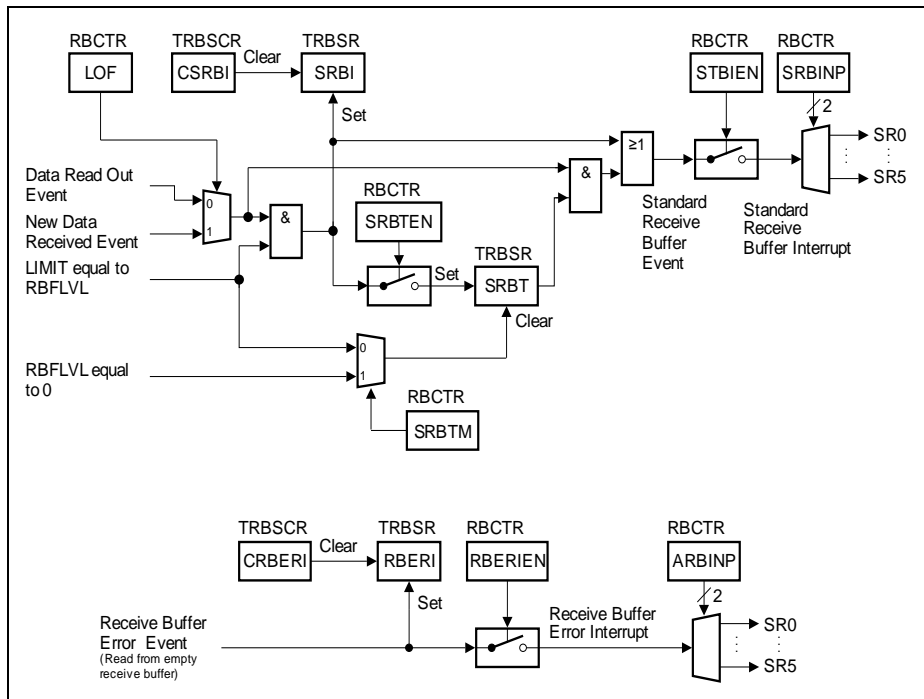 RBCTR
LOF
TRBSCR
CSRBI
Clear
TRBSR
SRBI
Set
RBCTR
STBIEN
RBCTR
SRBINP
2
SR0
SR5
Data Read Out
Event
New Data
Received Event
LIMIT equal to
RBFLVL
0
1
&
RBCTR
SRBTEN
Set
TRBSR
SRBT
Clear
&
≥1
Standard
Receive
Buffer
Event
Standard
Receive
Buffer Interrupt
RBFLVL equal
to 0
0
1
RBCTR
SRBTM
TRBSCR
CRBERI
Clear
TRBSR
RBERI
Set
RBCTR
RBERIEN
RBCTR
ARBINP
2
SR0
SR5
Receive Buffer
Error Event
(Read from empty
receive buffer)
Receive Buffer
Error Interrupt